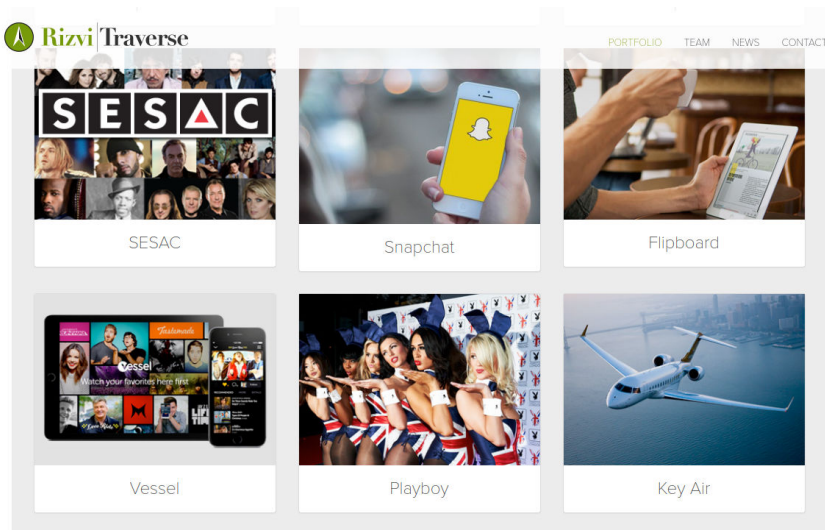 Rizvi Traverse
PORTFOLIO TEAM NEWS CONTACT
SESAC
SESAC
Snapchat
Flipboard
Tastemade
Vessel
Watch your favorites here first
Vessel
Playboy
Key Air